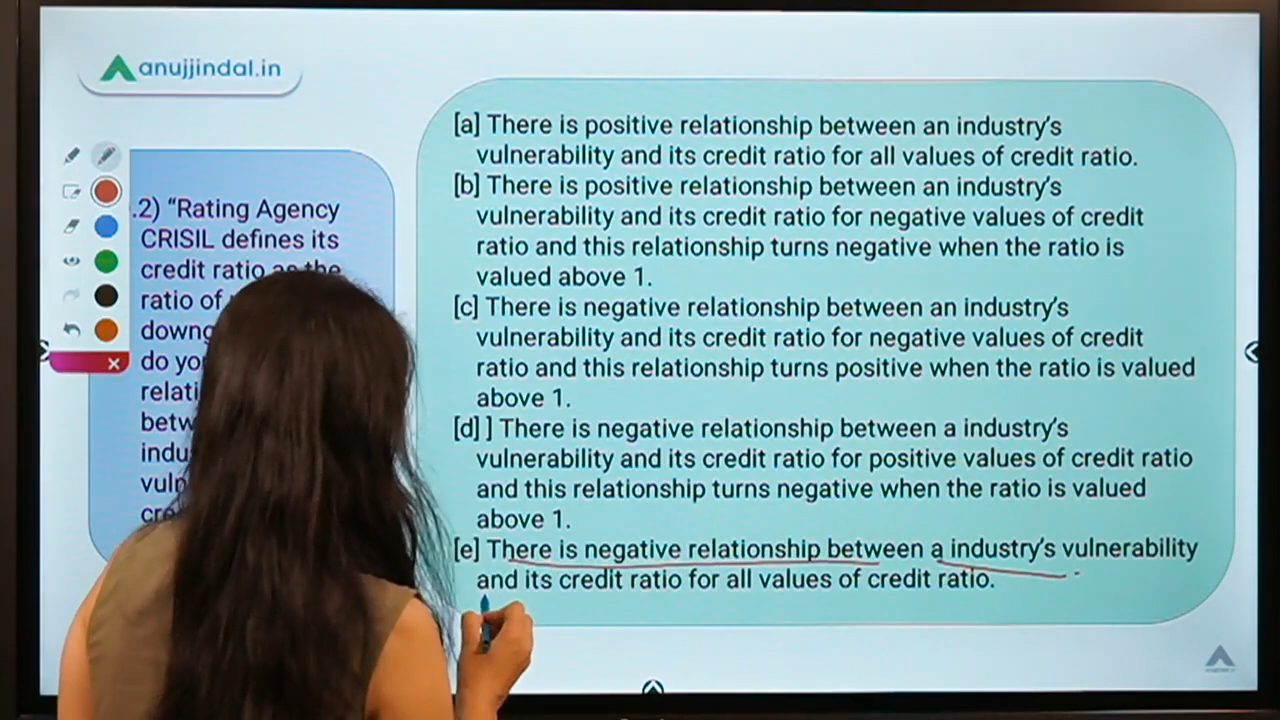 anujjindal.in
.2) “Rating Agency
CRISIL defines its
credit ratio as the
ratio of
do
[a] There is positive relationship between an industry’s
vulnerability and its credit ratio for all values of credit ratio.
[b] There is positive relationship between an industry’s
vulnerability and its credit ratio for negative values of credit
ratio and this relationship turns negative when the ratio is
valued above 1.
[c] There is negative relationship between an industry’s
vulnerability and its credit ratio for negative values of credit
ratio and this relationship turns positive when the ratio is valued
above 1.
[d] ] There is negative relationship between a industry’s
vulnerability and its credit ratio for positive values of credit ratio
and this relationship turns negative when the ratio is valued
above 1.
[e] There is negative relationship between a industry’s vulnerability
and its credit ratio for all values of credit ratio.